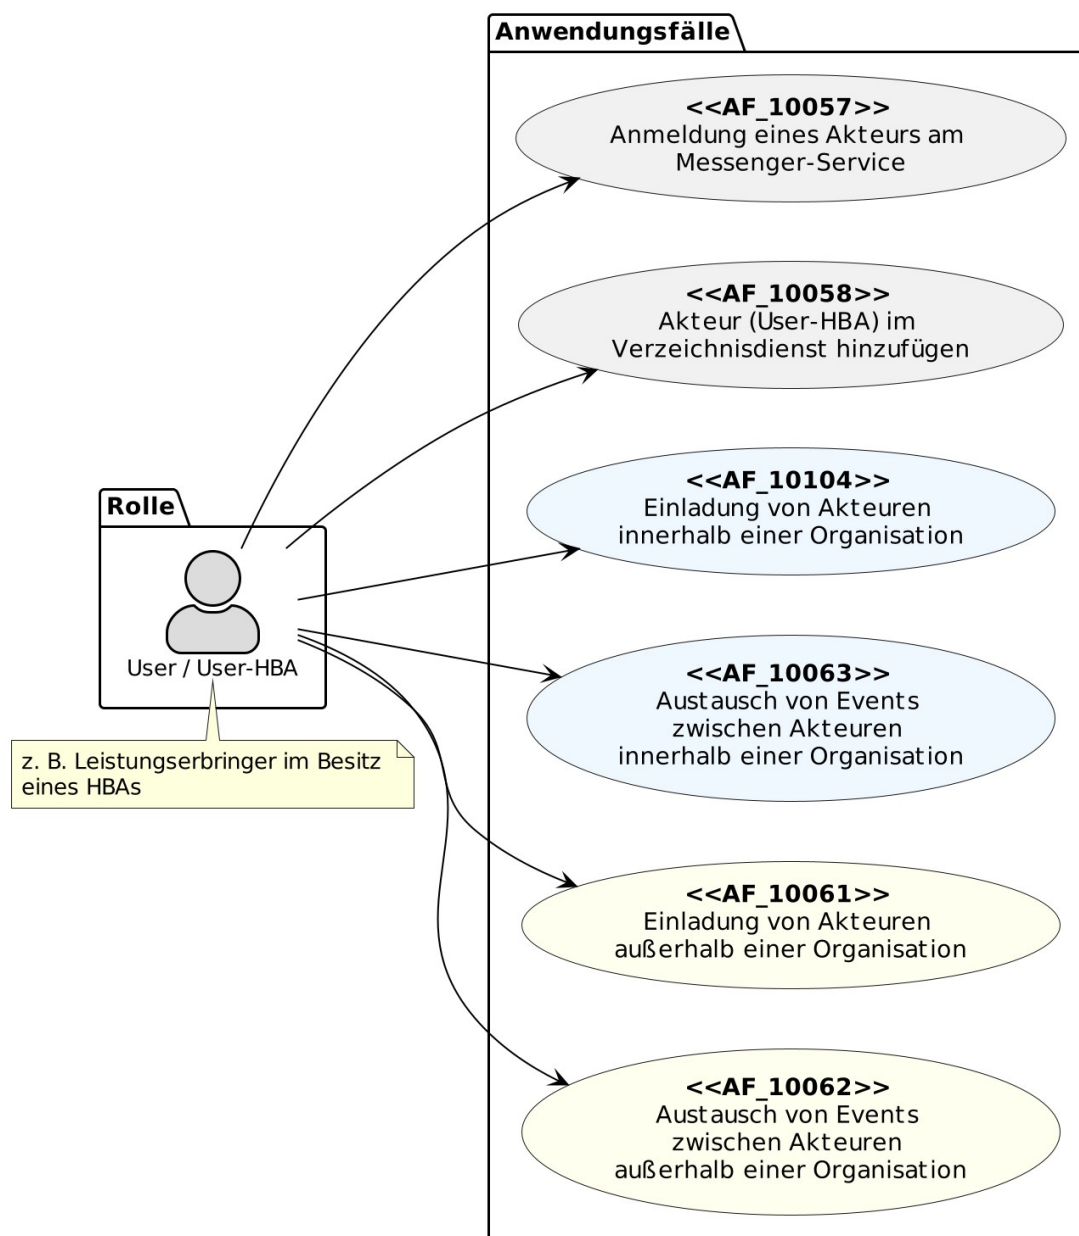 Anwendungsfälle
<<AF_10057>>
Anmeldung eines Akteurs am
Messenger-Service
<<AF_10058>>
Akteur (User-HBA) im
Verzeichnisdienst hinzufügen
<<AF_10104>>
Einladung von Akteuren
innerhalb einer Organisation
Rolle
User / User-HBA
z. B. Leistungserbringer im Besitz
eines HBAs
<<AF_10063>>
Austausch von Events
zwischen Akteuren
innerhalb einer Organisation
<<AF_10061>>
Einladung von Akteuren
außerhalb einer Organisation
<<AF_10062>>
Austausch von Events
zwischen Akteuren
außerhalb einer Organisation